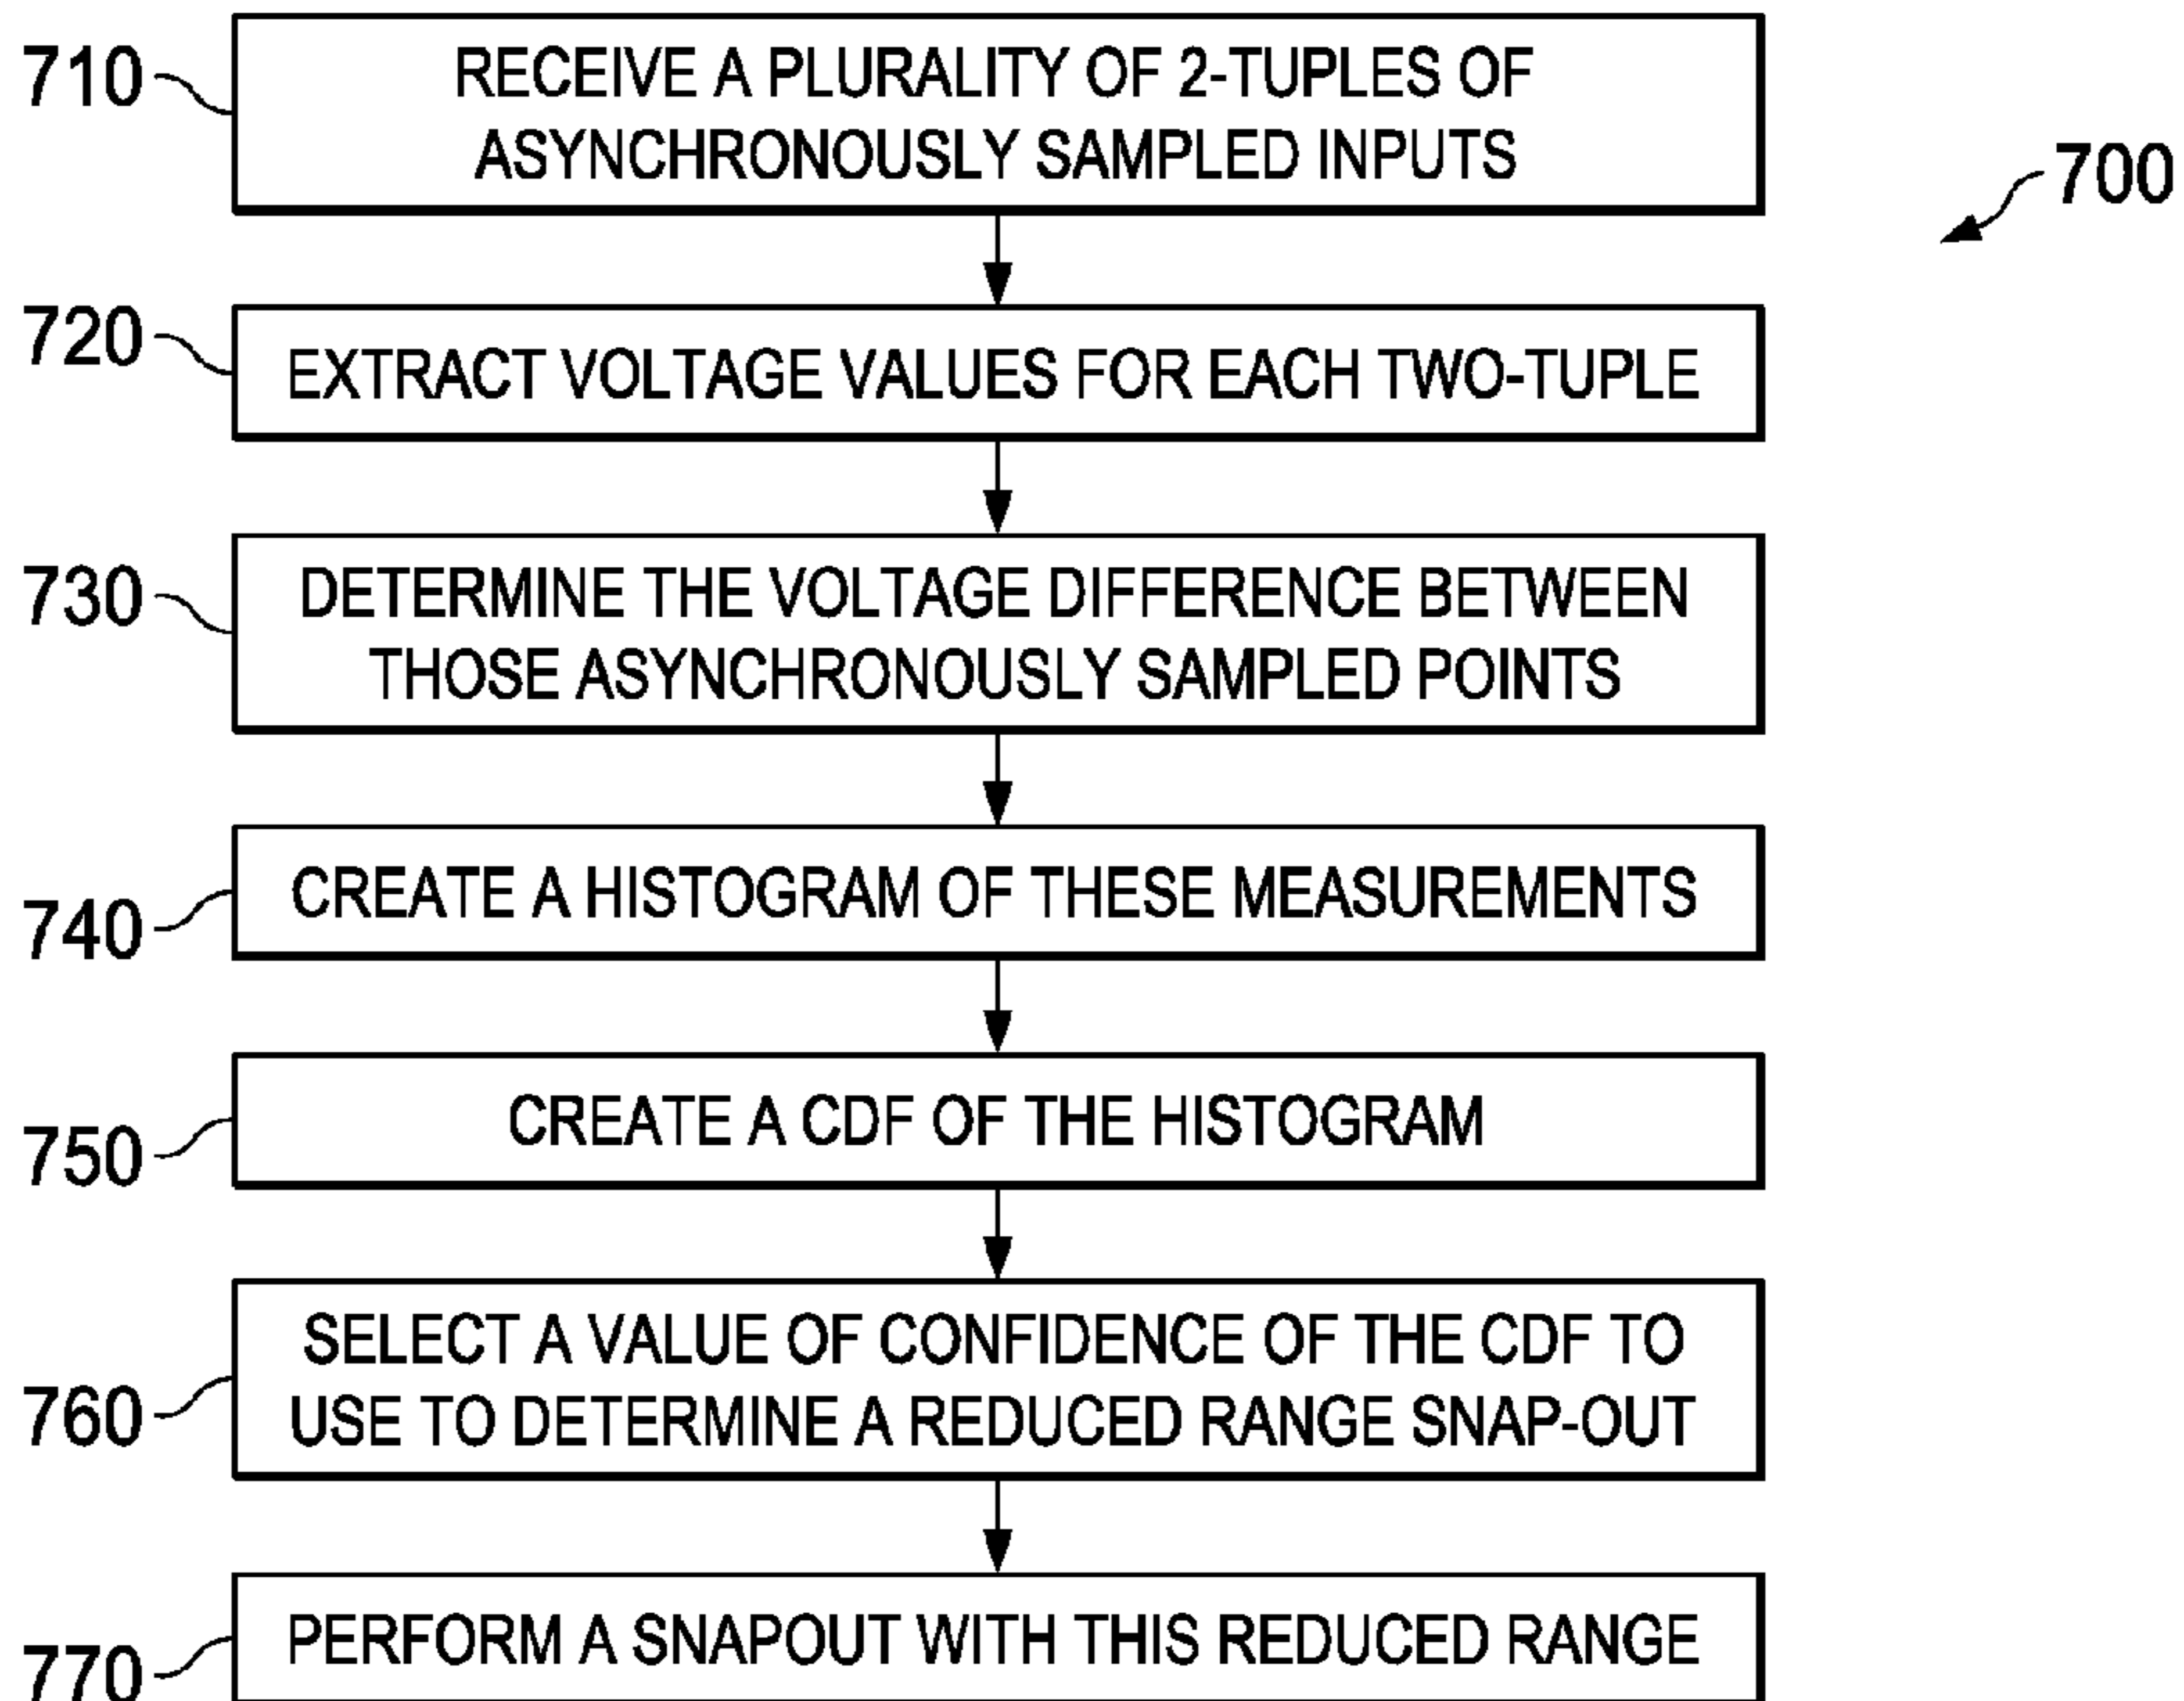 710
RECEIVE A PLURALITY OF 2-TUPLES OF
ASYNCHRONOUSLY SAMPLED INPUTS
700
720
EXTRACT VOLTAGE VALUES FOR EACH TWO-TUPLE
730
DETERMINE THE VOLTAGE DIFFERENCE BETWEEN
THOSE ASYNCHRONOUSLY SAMPLED POINTS
740
CREATE A HISTOGRAM OF THESE MEASUREMENTS
750
CREATE A CDF OF THE HISTOGRAM
760
SELECT A VALUE OF CONFIDENCE OF THE CDF TO
USE TO DETERMINE A REDUCED RANGE SNAP-OUT
770
PERFORM A SNAPOUT WITH THIS REDUCED RANGE